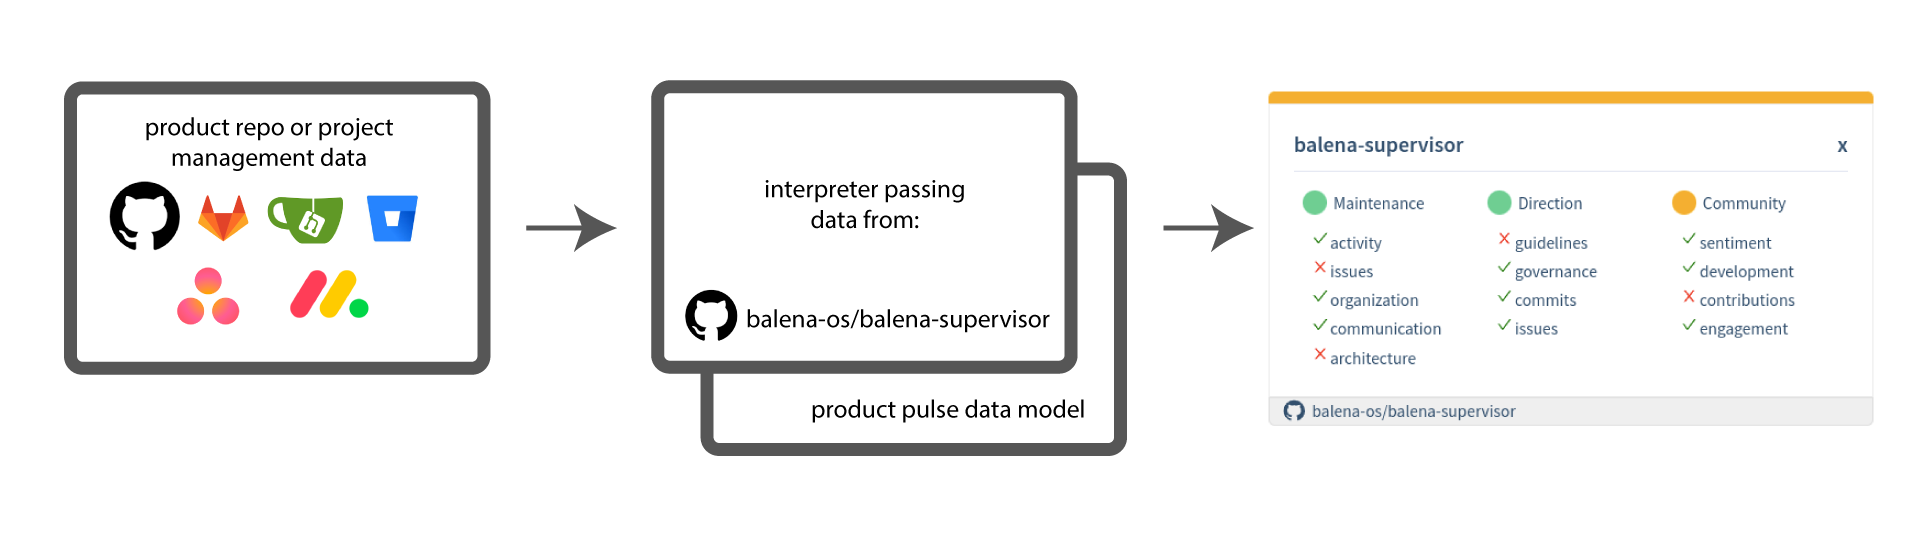 product repo or project
management data
interpreter passing
data from:
balena-os/balena-supervisor
product pulse data model
balena-supervisor
x
Maintenance
activity
issues
organization
communication
architecture
Direction
guidelines
governance
commits
issues
Community
sentiment
development
contributions
engagement
balena-os/balena-supervisor